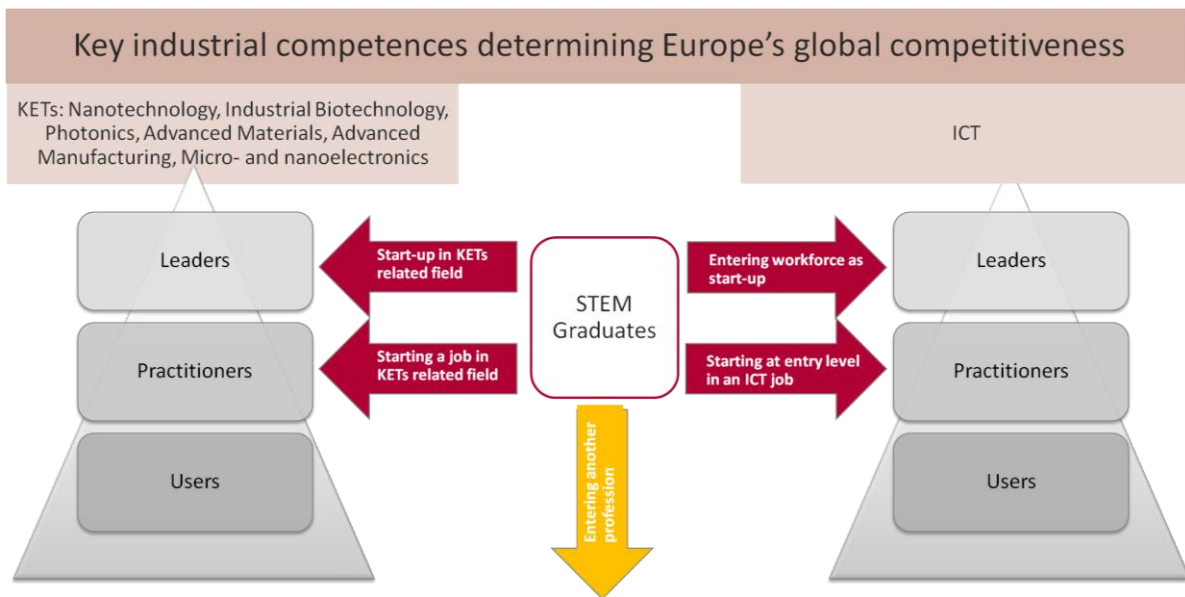 Key industrial competences determining Europe's global competitiveness
KETs: Nanotechnology, Industrial Biotechnology,
Photonics, Advanced Materials, Advanced
Manufacturing, Micro- and nanoelectronics
ICT
Leaders
Start-up in KETs
related field
STEM
Graduates
Entering workforce as
start-up
Leaders
Practitioners
Starting a job in
KETs related field
Starting at entry level
in an ICT job
Practitioners
Users
Entering another
profession
Users